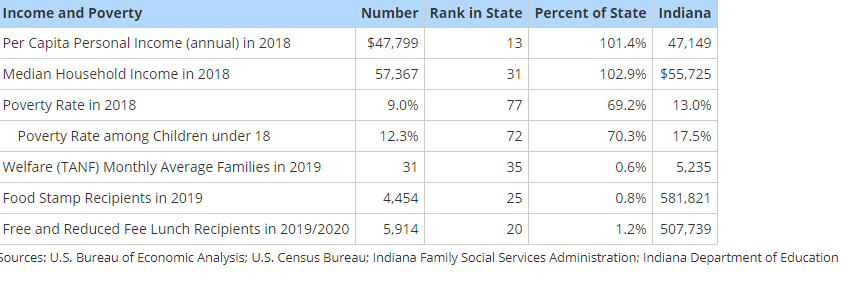 Income and Poverty Number Rank in State Percent of State Indiana
Per Capita Personal Income (annual) in 2018 $47,799 13 101.4% 47,149
Median Household Income in 2018 57,367 31 102.9% $55,725
Poverty Rate in 2018 9.0% 77 69.2% 13.0%
Poverty Rate among Children under 18 12.3% 72 70.3% 17.5%
Welfare (TANF) Monthly Average Families in 2019 31 35 0.6% 5,235
Food Stamp Recipients in 2019 4,454 25 0.8% 581,821
Free and Reduced Fee Lunch Recipients in 2019/2020 5,914 20 1.2% 507,739
Sources: U.S. Bureau of Economic Analysis; U.S. Census Bureau; Indiana Family Social Services Administration; Indiana Department of Education